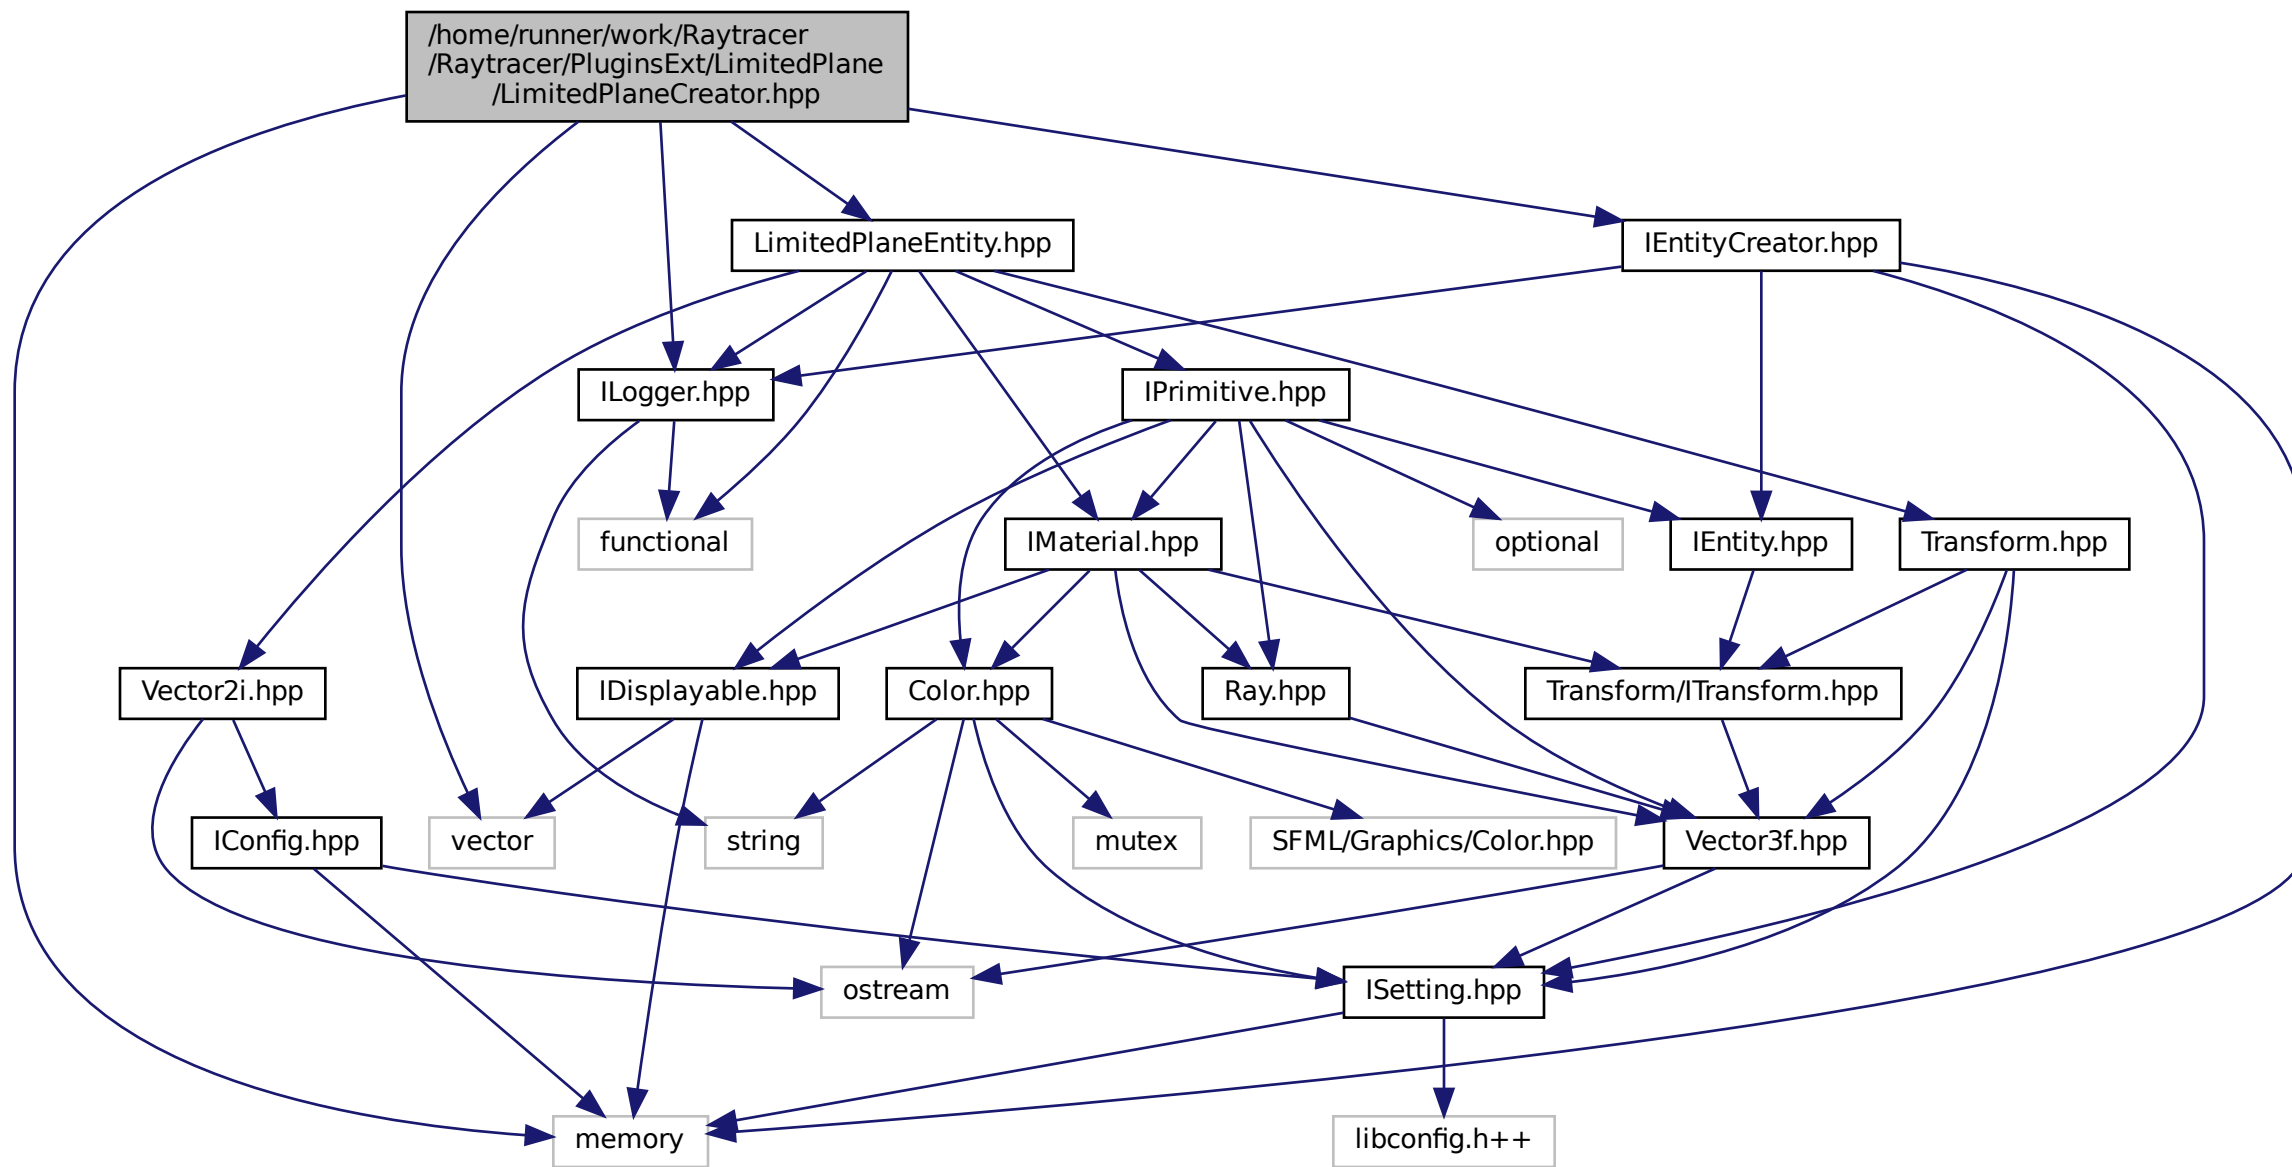 /home/runner/work/Raytracer
/Raytracer/PluginsExt/LimitedPlane
/LimitedPlaneCreator.hpp
LimitedPlaneEntity.hpp
IEntityCreator.hpp
ILogger.hpp
IPrimitive.hpp
functional
IMaterial.hpp
optional
IEntity.hpp
Transform.hpp
Vector2i.hpp
IDisplayable.hpp
Color.hpp
Ray.hpp
Transform/ITransform.hpp
IConfig.hpp
vector
string
mutex
SFML/Graphics/Color.hpp
Vector3f.hpp
ostream
ISetting.hpp
memory
libconfig.h++